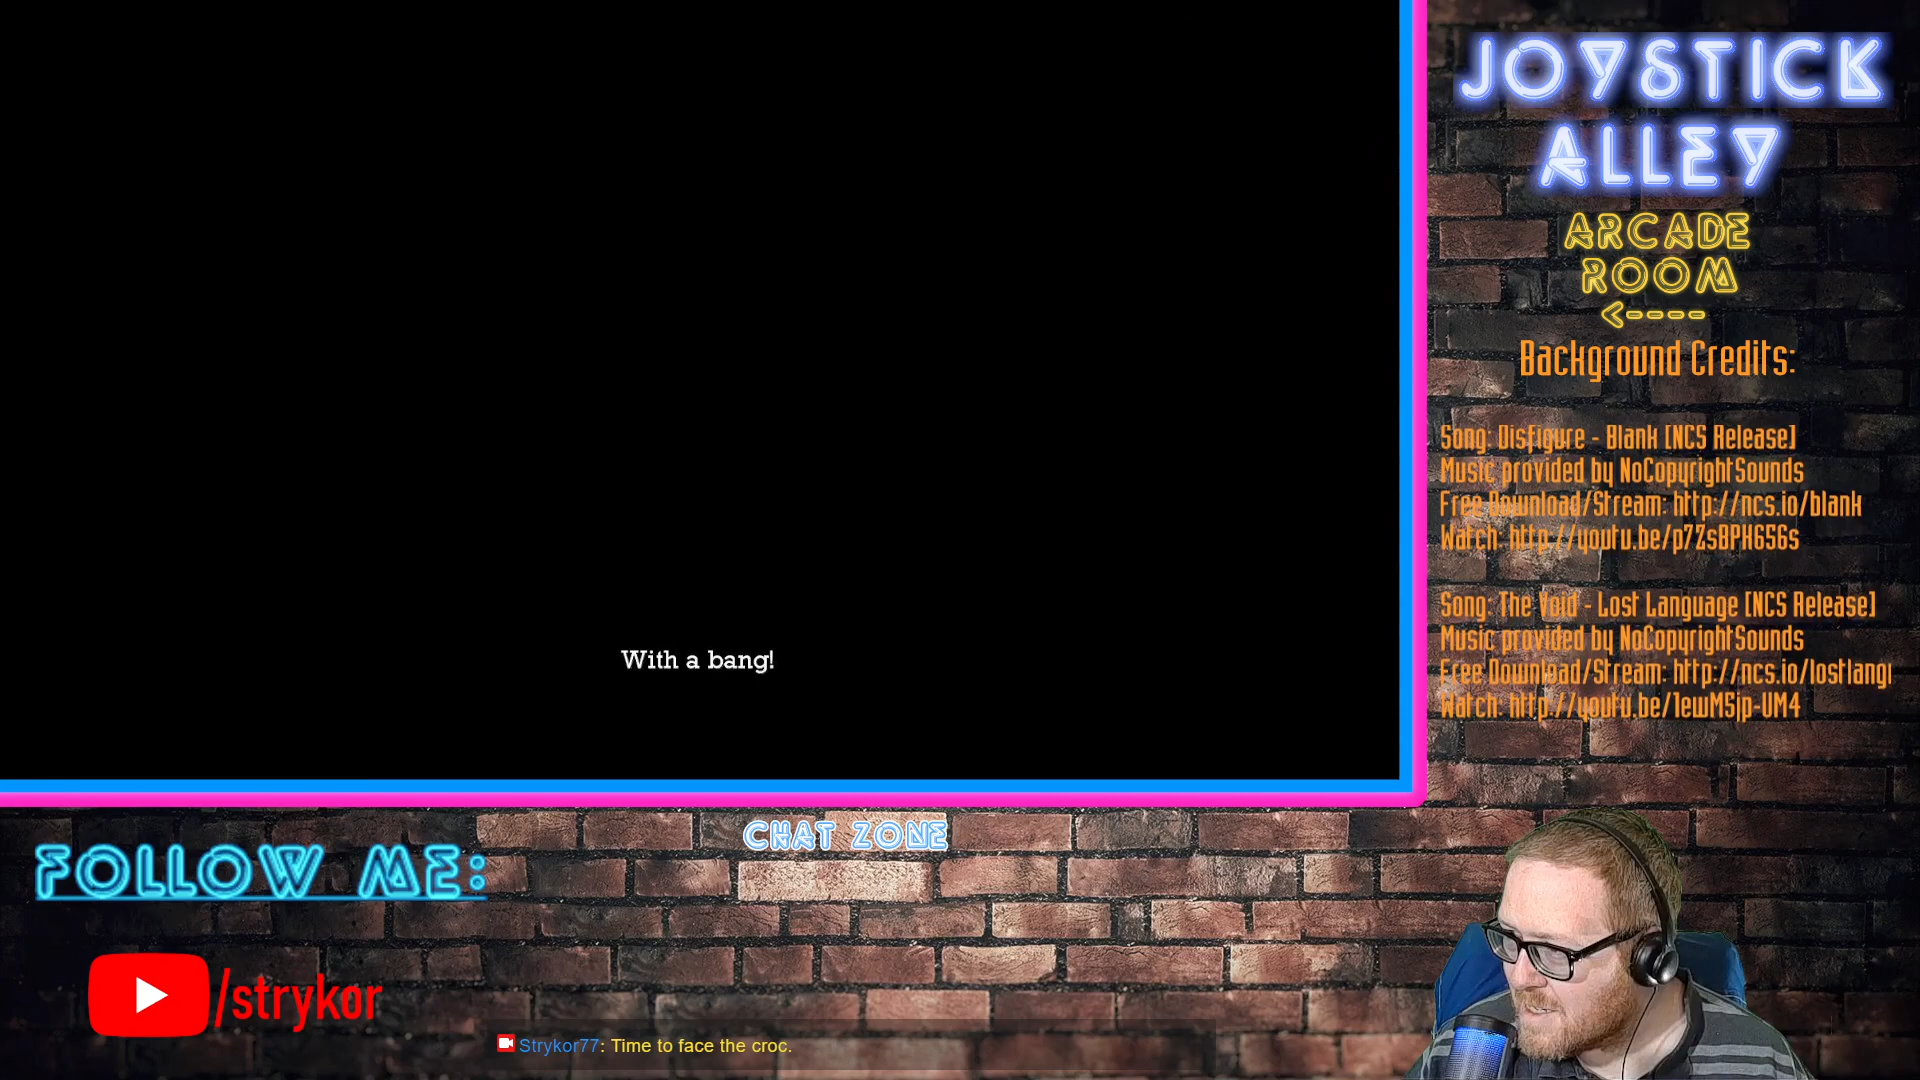 JOYSTICK
ALLEY
ARCADE
ROOM
<----
Background Credits:
Song: Disfigure - Blank [NCS Release]
Music provided by NoCopyrightSounds
Free Download/Stream: http://ncs.io/blank
Watch: http://youtu.be/p7ZsBPK656s
Song: The Void - Lost Language [NCS Release]
Music provided by NoCopyrightSounds
Free Download/Stream: http://ncs.io/lostlang
Watch: http://youtu.be/1ewM5jp-UM4
With a bang!
CHAT ZONE
FOLLOW ME:
/strykor
Strykor77: Time to face the croc.